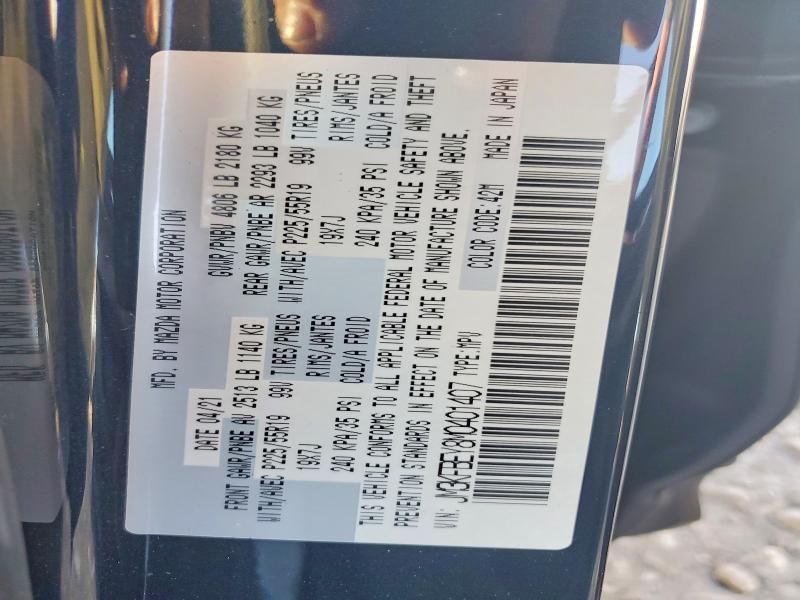 MFD. BY MAZDA MOTOR CORPORATION
DATE 04/21 GVWR/PNBV 4806 LB 2180 KG
FRONT GAWR/PNBE AV 2513 LB 1140 KG REAR GAWR/PNBE AR 2293 LB 1040 KG
WITH/AVEC P225/55R19 99V TIRES/PNEUS WITH/AVEC P225/55R19 99V TIRES/PNEUS
19X7J RIMS/JANTES 19X7J RIMS/JANTES
240 KPA/35 PSI COLD/A FROID 240 KPA/35 PSI COLD/A FROID
THIS VEHICLE CONFORMS TO ALL APPLICABLE FEDERAL MOTOR VEHICLE SAFETY AND THEFT
PREVENTION STANDARDS IN EFFECT ON THE DATE OF MANUFACTURE SHOWN ABOVE.
VIN: JM3KFBEY8M0401407 TYPE: MPV COLOR CODE: 42M MADE IN JAPAN